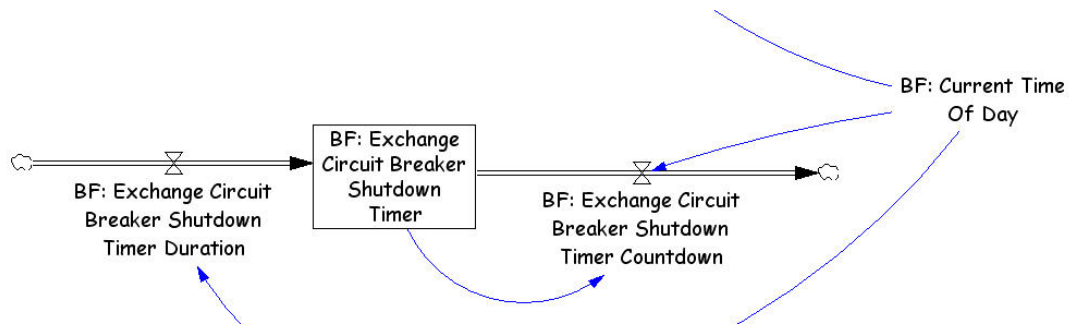 BF: Current Time
Of Day
BF: Exchange
Circuit Breaker
Shutdown
Timer
BF: Exchange Circuit
Breaker Shutdown
Timer Duration
BF: Exchange Circuit
Breaker Shutdown
Timer Countdown